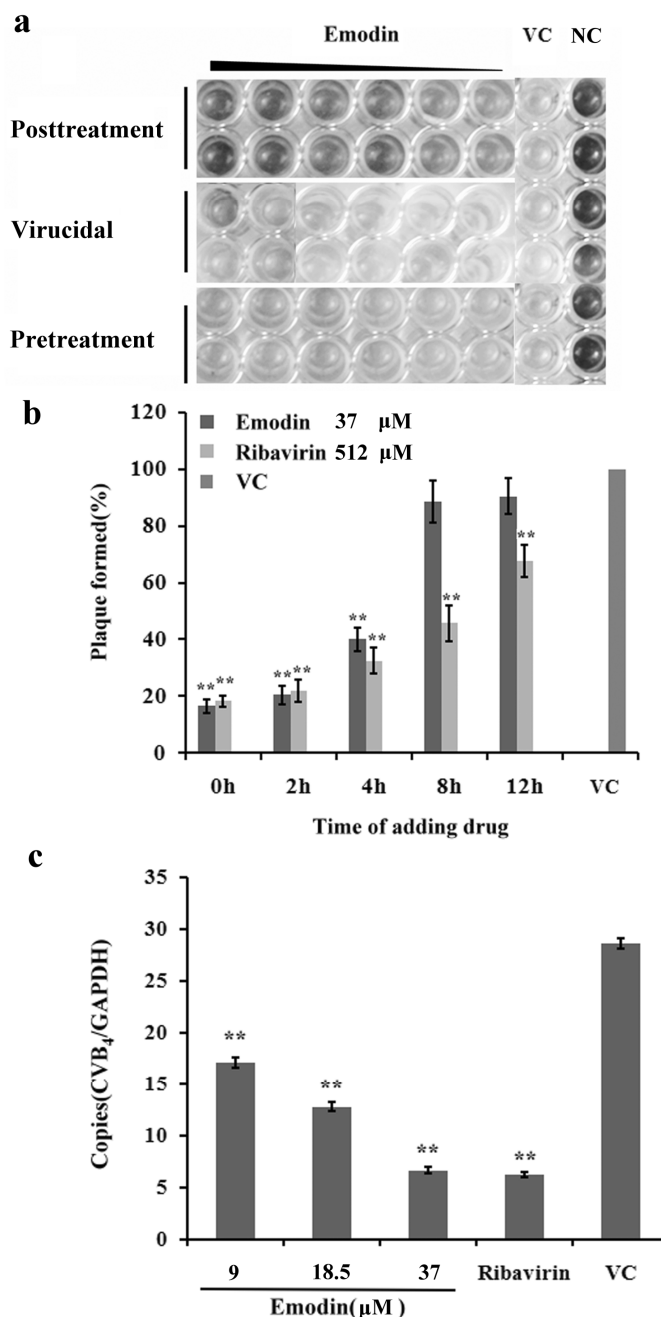 a
Emodin VC NC
Posttreatment
Virucidal
Pretreatment
b
120
100
80
60
40
20
0
Plaque formed(%)
Emodin 37 µM
Ribavirin 512 µM
VC
** ** ** ** ** ** ** **
0h 2h 4h 8h 12h VC
Time of adding drug
c
35
30
25
20
15
10
5
0
Copies(CVB4/GAPDH)
** ** ** **
9 18.5 37 Ribavirin VC
Emodin(µM )